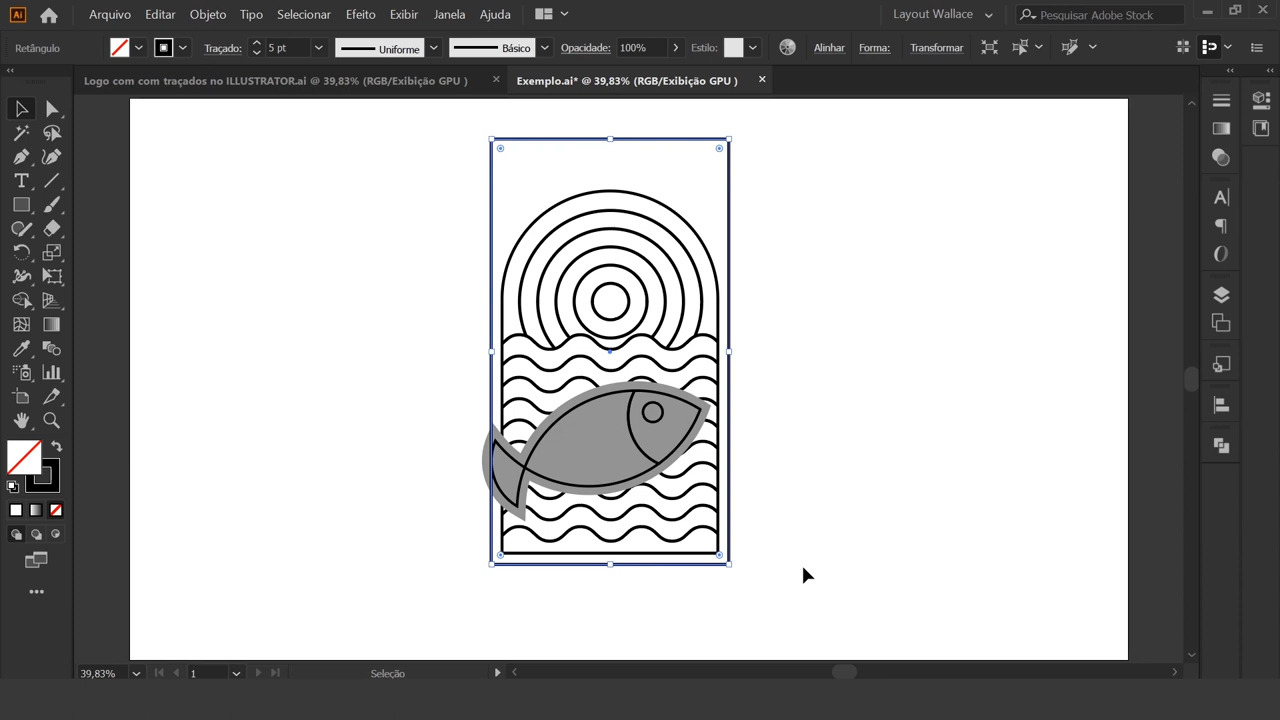 Ai Arquivo Editar Objeto Tipo Selecionar Efeito Exibir Janela Ajuda Layout Wallace Pesquisar Adobe Stock
Retângulo Traçado: 5 pt Uniforme Básico Opacidade: 100% Estilo: Alinhar Forma: Transformar
Logo com com traçados no ILLUSTRATOR.ai @ 39,83% (RGB/Exibição GPU ) × Exemplo.ai* @ 39,83% (RGB/Exibição GPU ) ×
39,83% 1 Seleção